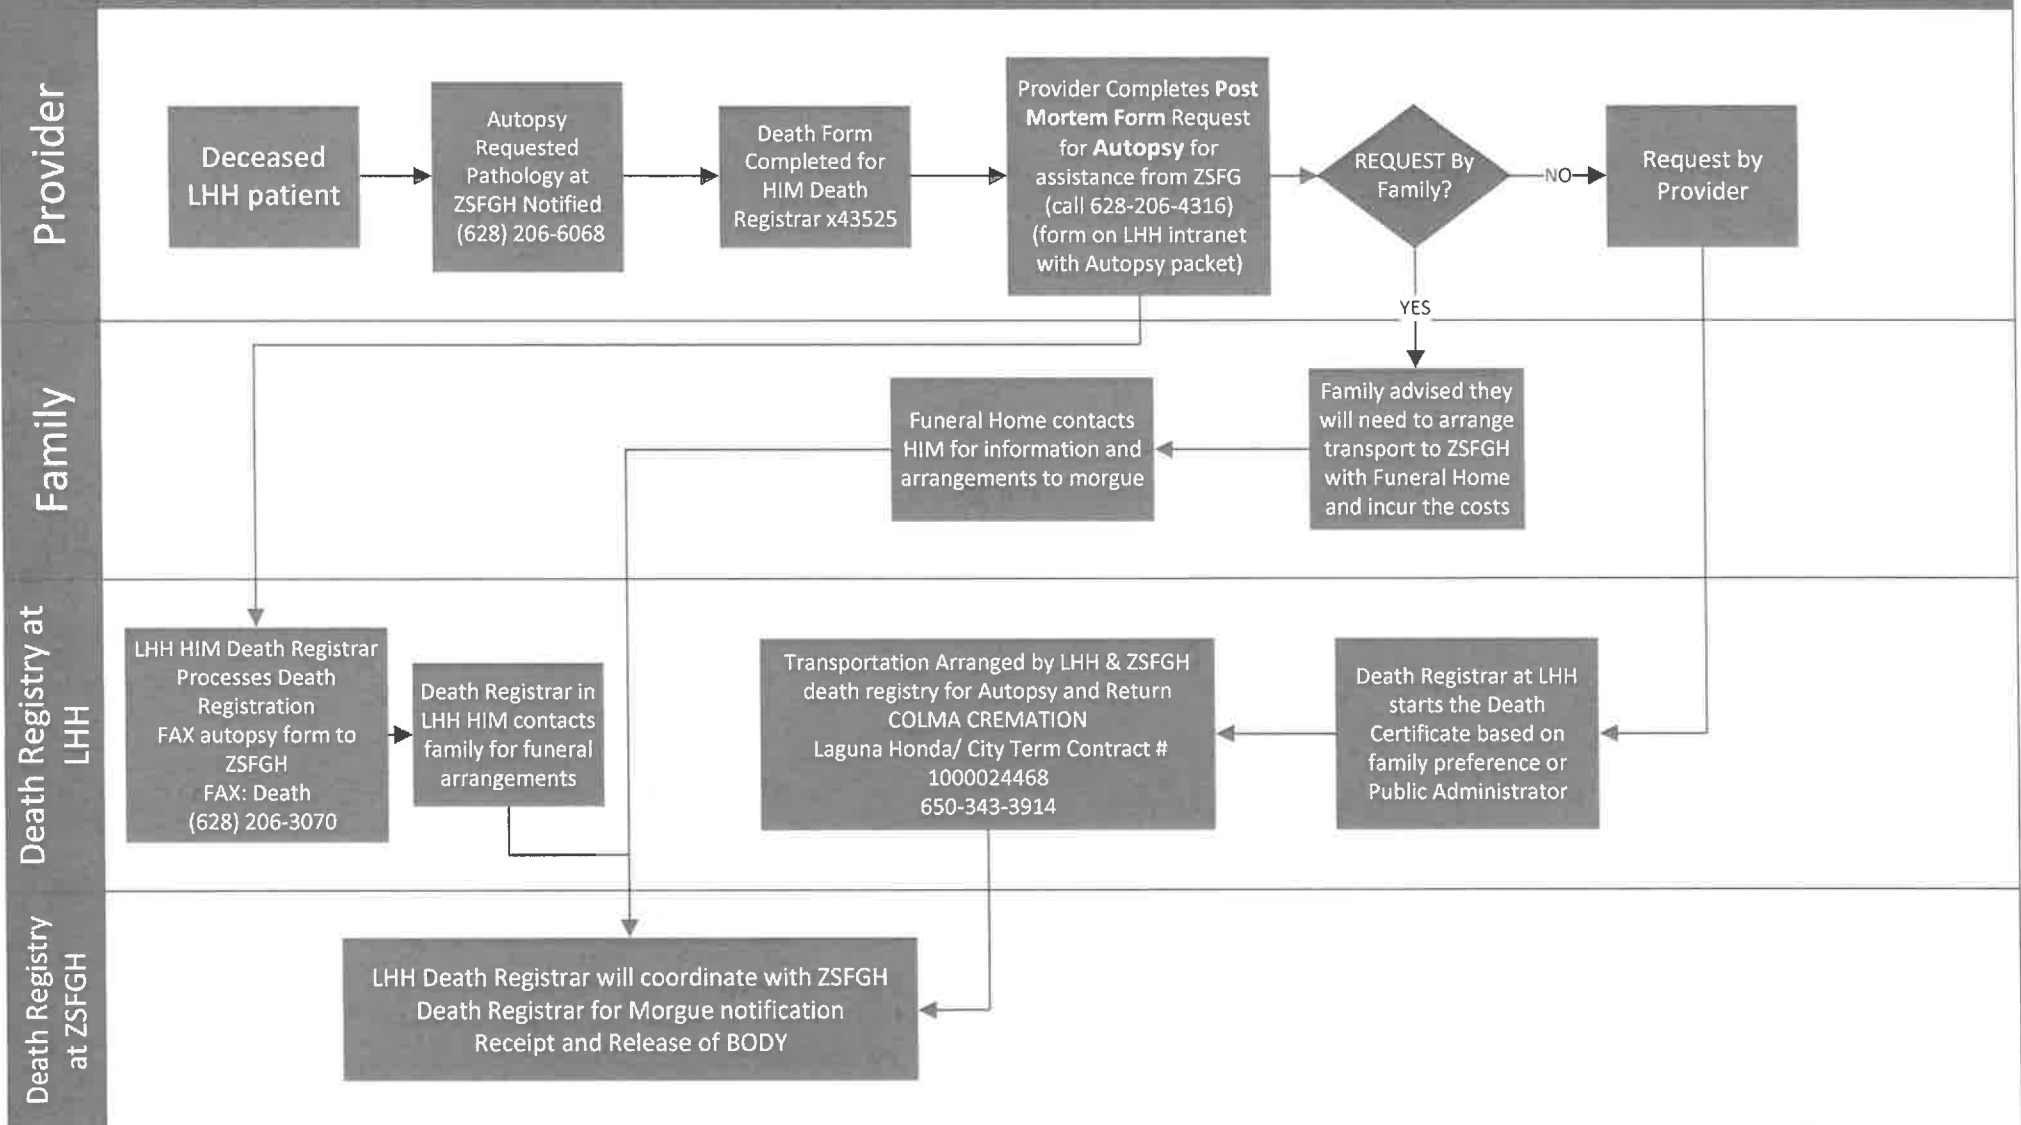 Provider
Deceased
LHH patient
Autopsy
Requested
Pathology at
ZSFGH Notified
(628) 206-6068
Death Form
Completed for
HIM Death
Registrar x43525
Provider Completes Post
Mortem Form Request
for Autopsy for
assistance from ZSFG
(call 628-206-4316)
(form on LHH intranet
with Autopsy packet)
REQUEST By
Family?
NO
Request by
Provider
YES
Family
Funeral Home contacts
HIM for information and
arrangements to morgue
Family advised they
will need to arrange
transport to ZSFGH
with Funeral Home
and incur the costs
Death Registry at
LHH
LHH HIM Death Registrar
Processes Death
Registration
FAX autopsy form to
ZSFGH
FAX: Death
(628) 206-3070
Death Registrar in
LHH HIM contacts
family for funeral
arrangements
Transportation Arranged by LHH & ZSFGH
death registry for Autopsy and Return
COLMA CREMATION
Laguna Honda/ City Term Contract #
1000024468
650-343-3914
Death Registrar at LHH
starts the Death
Certificate based on
family preference or
Public Administrator
Death Registry
at ZSFGH
LHH Death Registrar will coordinate with ZSFGH
Death Registrar for Morgue notification
Receipt and Release of BODY